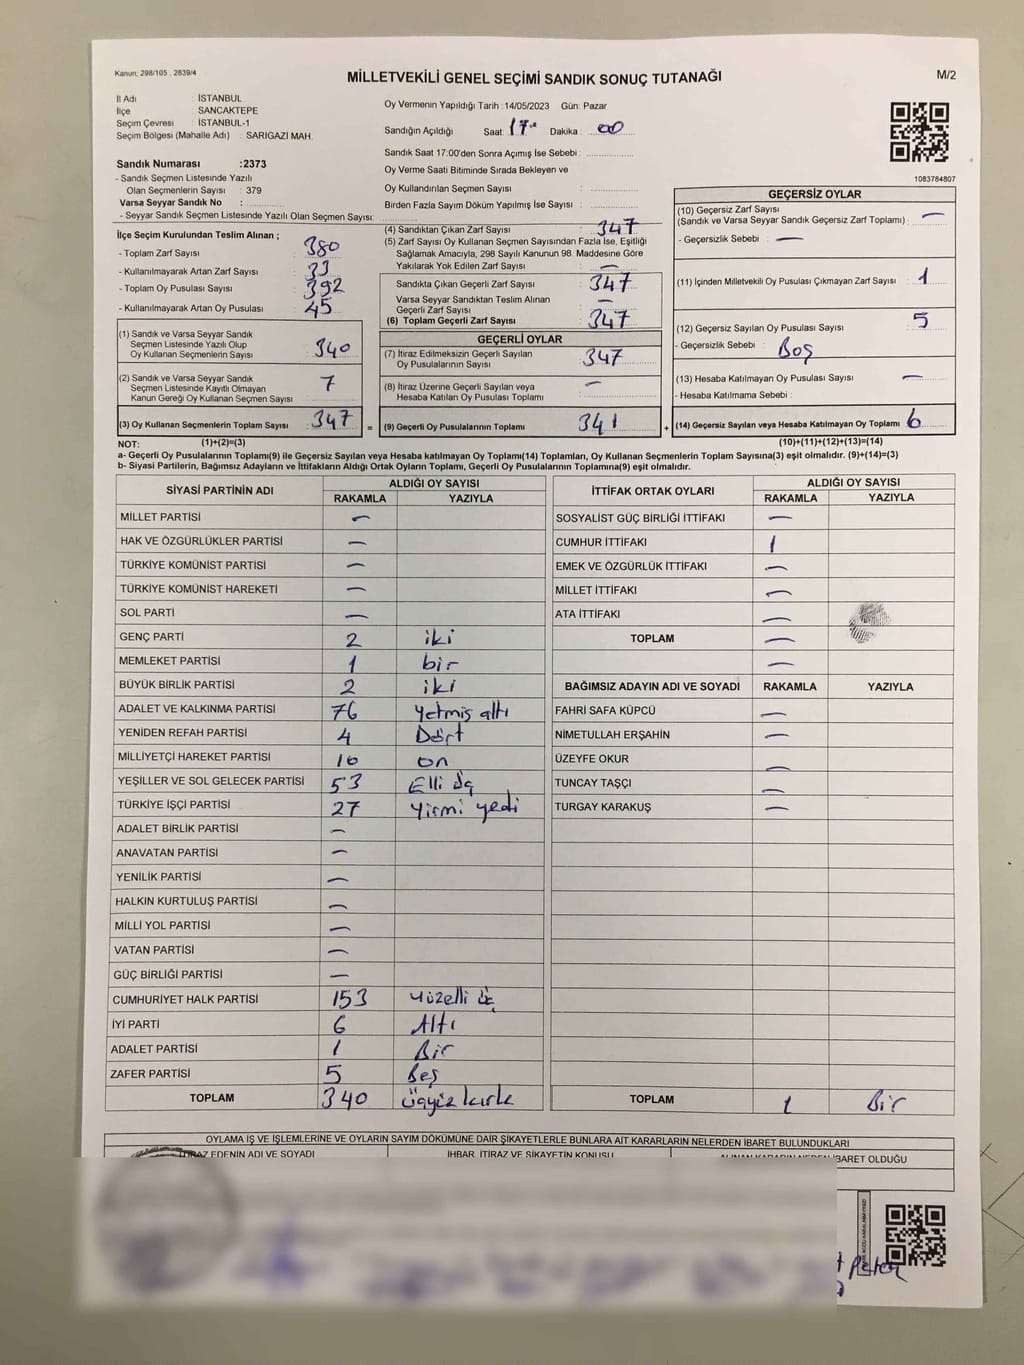 Kanun; 298/105 , 2839/4
MİLLETVEKİLİ GENEL SEÇİMİ SANDIK SONUÇ TUTANAĞI
M/2
İl Adı : İSTANBUL
İlçe : SANCAKTEPE
Seçim Çevresi : İSTANBUL-1
Seçim Bölgesi (Mahalle Adı) : SARIGAZİ MAH.
Oy Vermenin Yapıldığı Tarih :14/05/2023 Gün: Pazar
Sandığın Açıldığı Saat: 17 Dakika : 00
Sandık Saat 17:00'den Sonra Açımış İse Sebebi :
Oy Verme Saati Bitiminde Sırada Bekleyen ve
Oy Kullandırılan Seçmen Sayısı :
Birden Fazla Sayım Döküm Yapılmış İse Sayısı :
1083784807
Sandık Numarası :2373
- Sandık Seçmen Listesinde Yazılı
Olan Seçmenlerin Sayısı : 379
Varsa Seyyar Sandık No :
- Seyyar Sandık Seçmen Listesinde Yazılı Olan Seçmen Sayısı:
İlçe Seçim Kurulundan Teslim Alınan ;
- Toplam Zarf Sayısı : 380
- Kullanılmayarak Artan Zarf Sayısı : 33
- Toplam Oy Pusulası Sayısı : 392
- Kullanılmayarak Artan Oy Pusulası : 45
(1) Sandık ve Varsa Seyyar Sandık
Seçmen Listesinde Yazılı Olup
Oy Kullanan Seçmenlerin Sayısı : 340
(2) Sandık ve Varsa Seyyar Sandık
Seçmen Listesinde Kayıtlı Olmayan
Kanun Gereği Oy Kullanan Seçmen Sayısı : 7
(3) Oy Kullanan Seçmenlerin Toplam Sayısı : 347
(4) Sandıktan Çıkan Zarf Sayısı : 347
(5) Zarf Sayısı Oy Kullanan Seçmen Sayısından Fazla İse, Eşitliği
Sağlamak Amacıyla, 298 Sayılı Kanunun 98. Maddesine Göre
Yakılarak Yok Edilen Zarf Sayısı : —
Sandıkta Çıkan Geçerli Zarf Sayısı : 347
Varsa Seyyar Sandıktan Teslim Alınan
Geçerli Zarf Sayısı : —
(6) Toplam Geçerli Zarf Sayısı : 347
GEÇERLİ OYLAR
(7) İtiraz Edilmeksizin Geçerli Sayılan
Oy Pusulalarının Sayısı : 347
(8) İtiraz Üzerine Geçerli Sayılan veya
Hesaba Katılan Oy Pusulası Toplamı : —
= (9) Geçerli Oy Pusulalarının Toplamı : 341
GEÇERSİZ OYLAR
(10) Geçersiz Zarf Sayısı
(Sandık ve Varsa Seyyar Sandık Geçersiz Zarf Toplamı) : —
- Geçersizlik Sebebi : —
(11) İçinden Milletvekili Oy Pusulası Çıkmayan Zarf Sayısı : 1
(12) Geçersiz Sayılan Oy Pusulası Sayısı : 5
- Geçersizlik Sebebi : Boş
(13) Hesaba Katılmayan Oy Pusulası Sayısı : —
- Hesaba Katılmama Sebebi :
+ (14) Geçersiz Sayılan veya Hesaba Katılmayan Oy Toplamı : 6
NOT: (1)+(2)=(3) (10)+(11)+(12)+(13)=(14)
a- Geçerli Oy Pusulalarının Toplamı(9) ile Geçersiz Sayılan veya Hesaba katılmayan Oy Toplamı(14) Toplamları, Oy Kullanan Seçmenlerin Toplam Sayısına(3) eşit olmalıdır. (9)+(14)=(3)
b- Siyasi Partilerin, Bağımsız Adayların ve İttifakların Aldığı Ortak Oyların Toplamı, Geçerli Oy Pusulalarının Toplamına(9) eşit olmalıdır.
SİYASİ PARTİNİN ADI ALDIĞI OY SAYISI
RAKAMLA YAZIYLA
MİLLET PARTİSİ —
HAK VE ÖZGÜRLÜKLER PARTİSİ —
TÜRKİYE KOMÜNİST PARTİSİ —
TÜRKİYE KOMÜNİST HAREKETİ —
SOL PARTİ —
GENÇ PARTİ 2 iki
MEMLEKET PARTİSİ 1 bir
BÜYÜK BİRLİK PARTİSİ 2 iki
ADALET VE KALKINMA PARTİSİ 76 yetmiş altı
YENİDEN REFAH PARTİSİ 4 Dört
MİLLİYETÇİ HAREKET PARTİSİ 10 on
YEŞİLLER VE SOL GELECEK PARTİSİ 53 Elli üç
TÜRKİYE İŞÇİ PARTİSİ 27 yirmi yedi
ADALET BİRLİK PARTİSİ —
ANAVATAN PARTİSİ —
YENİLİK PARTİSİ —
HALKIN KURTULUŞ PARTİSİ —
MİLLİ YOL PARTİSİ —
VATAN PARTİSİ —
GÜÇ BİRLİĞİ PARTİSİ —
CUMHURİYET HALK PARTİSİ 153 yüzelli üç
İYİ PARTİ 6 Altı
ADALET PARTİSİ 1 Bir
ZAFER PARTİSİ 5 Beş
TOPLAM 340 üçyüz kırk
İTTİFAK ORTAK OYLARI ALDIĞI OY SAYISI
RAKAMLA YAZIYLA
SOSYALİST GÜÇ BİRLİĞİ İTTİFAKI —
CUMHUR İTTİFAKI 1
EMEK VE ÖZGÜRLÜK İTTİFAKI —
MİLLET İTTİFAKI —
ATA İTTİFAKI —
TOPLAM —
—
BAĞIMSIZ ADAYIN ADI VE SOYADI RAKAMLA YAZIYLA
FAHRİ SAFA KÜPCÜ —
NİMETULLAH ERŞAHİN —
ÜZEYFE OKUR —
TUNCAY TAŞÇI —
TURGAY KARAKUŞ —
TOPLAM 1 Bir
OYLAMA İŞ VE İŞLEMLERİNE VE OYLARIN SAYIM DÖKÜMÜNE DAİR ŞİKAYETLERLE BUNLARA AİT KARARLARIN NELERDEN İBARET BULUNDUKLARI
İTİRAZ EDENİN ADI VE SOYADI İHBAR, İTİRAZ VE ŞİKAYETİN KONUSU ALINAN KARARIN NEDEN İBARET OLDUĞU